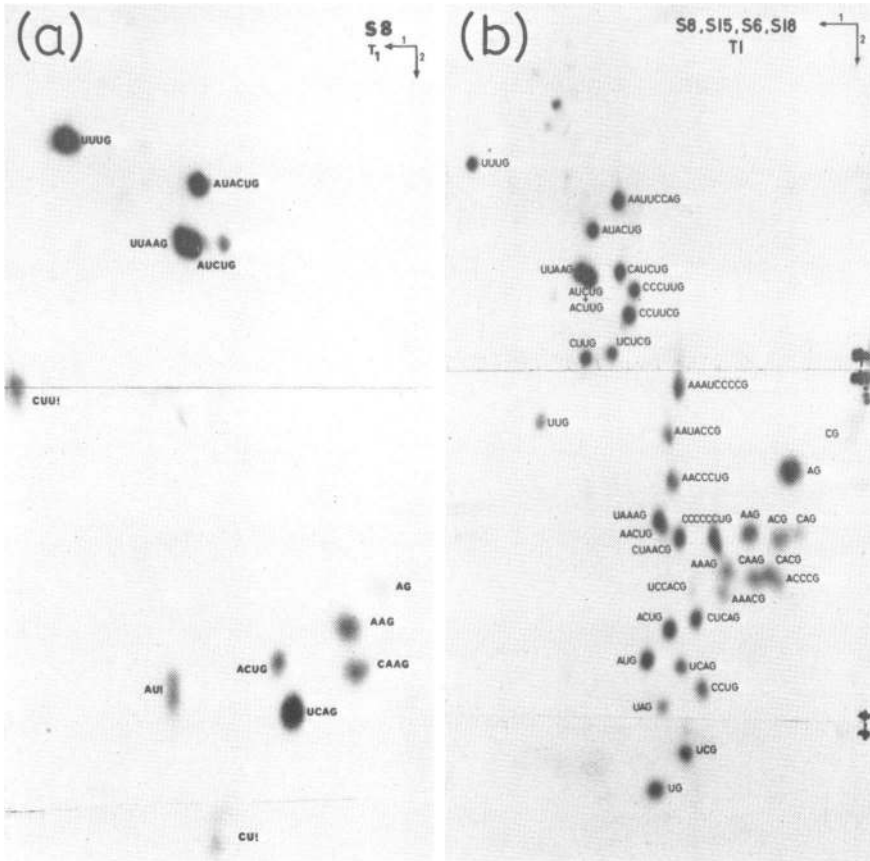 (a)
S8
T₁
1
2
UUUG
AUACUG
UUAAG
AUCUG
CUU!
AG
AAG
ACUG
CAAG
AU!
UCAG
CU!
(b)
S8, S15, S6, S18
T1
1
2
UUUG
AAUUCCAG
AUACUG
UUAAG
CAUCUG
AUCUG
+
ACUUG
CCCUUG
CCUUCG
CUUG
UCUCG
AAAUCCCCG
UUG
AAUACCG
CG
AG
AACCCUG
UAAAG
CCCCCCUG
AAG
ACG
CAG
AACUG
CUAACG
AAAG
CAAG
CACG
UCCACG
ACCCG
AAACG
ACUG
CUCAG
AUG
UCAG
CCUG
UAG
UCG
UG